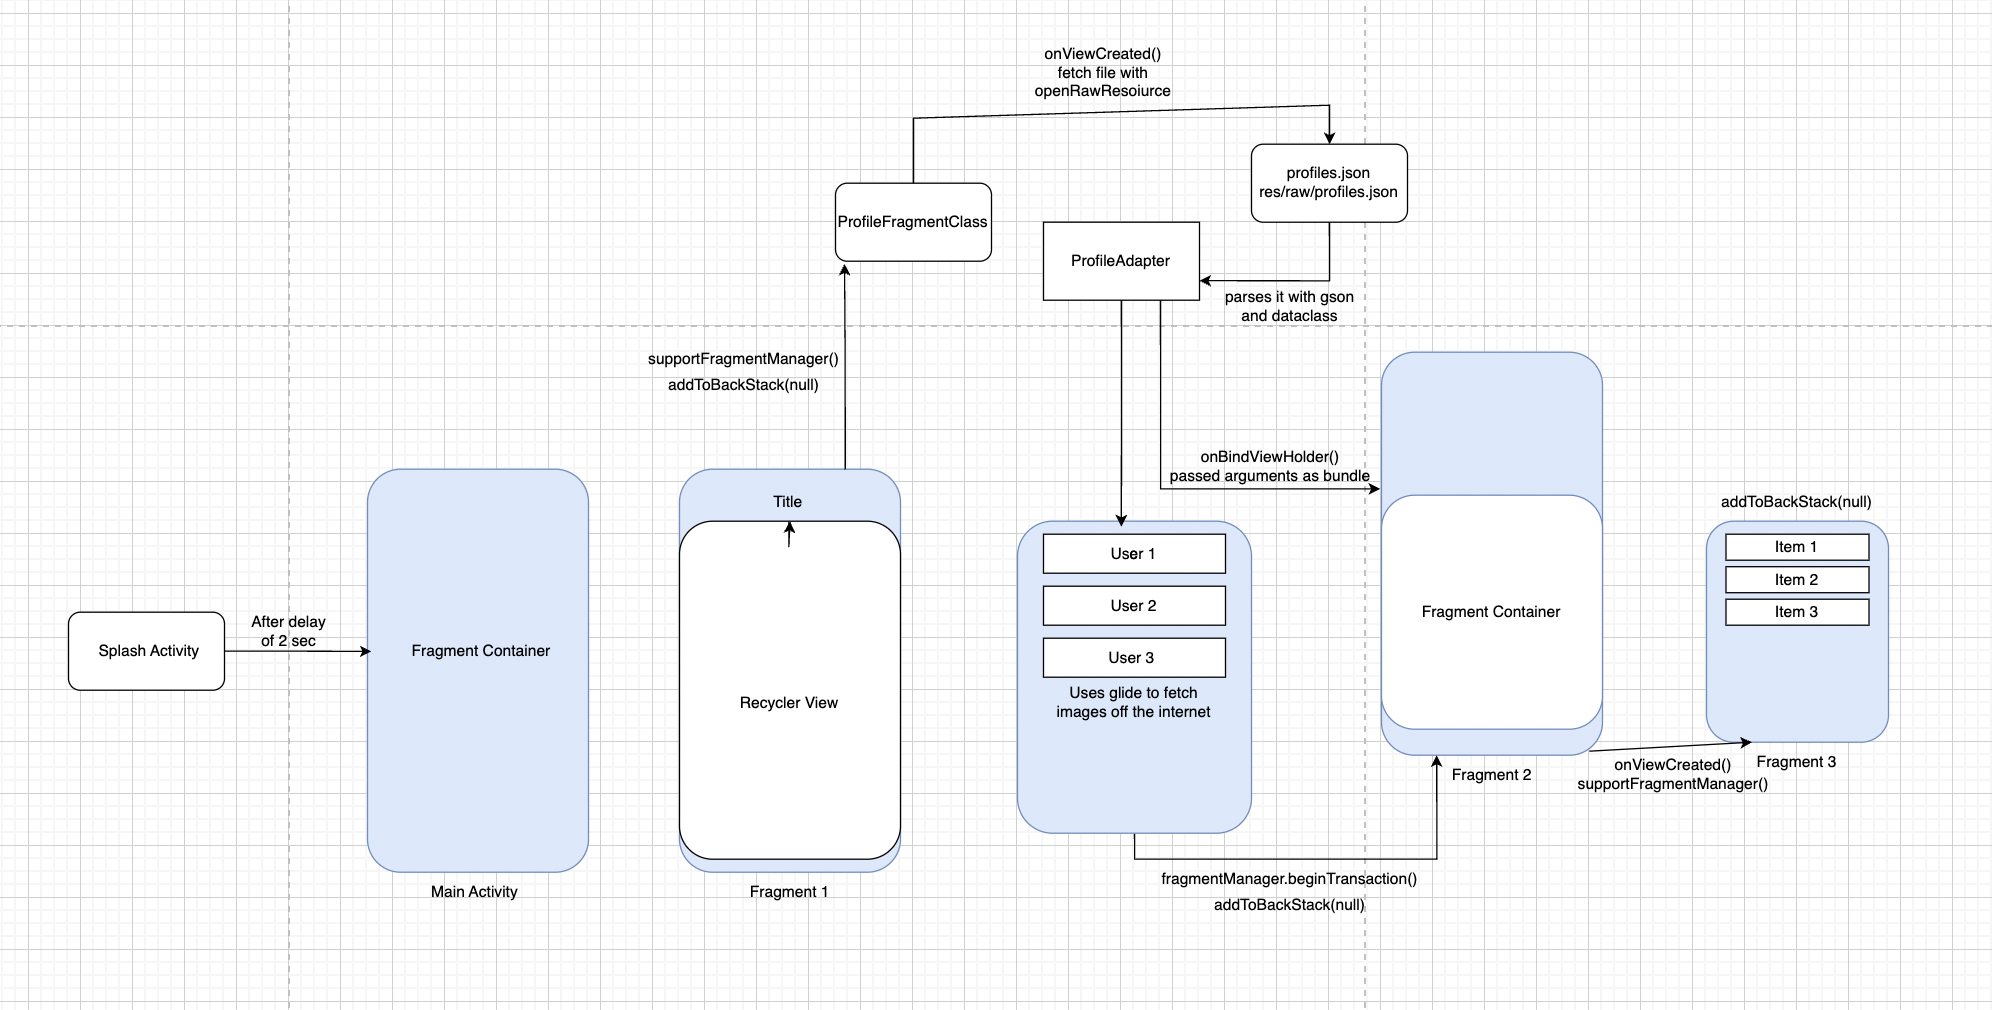 onViewCreated()
fetch file with
openRawResoiurce
profiles.json
res/raw/profiles.json
ProfileFragmentClass
ProfileAdapter
parses it with gson
and dataclass
supportFragmentManager()
addToBackStack(null)
onBindViewHolder()
passed arguments as bundle
Title
Recycler View
Fragment 1
Splash Activity
After delay
of 2 sec
Fragment Container
Main Activity
User 1
User 2
User 3
Uses glide to fetch
images off the internet
fragmentManager.beginTransaction()
addToBackStack(null)
Fragment Container
Fragment 2
onViewCreated()
supportFragmentManager()
addToBackStack(null)
Item 1
Item 2
Item 3
Fragment 3